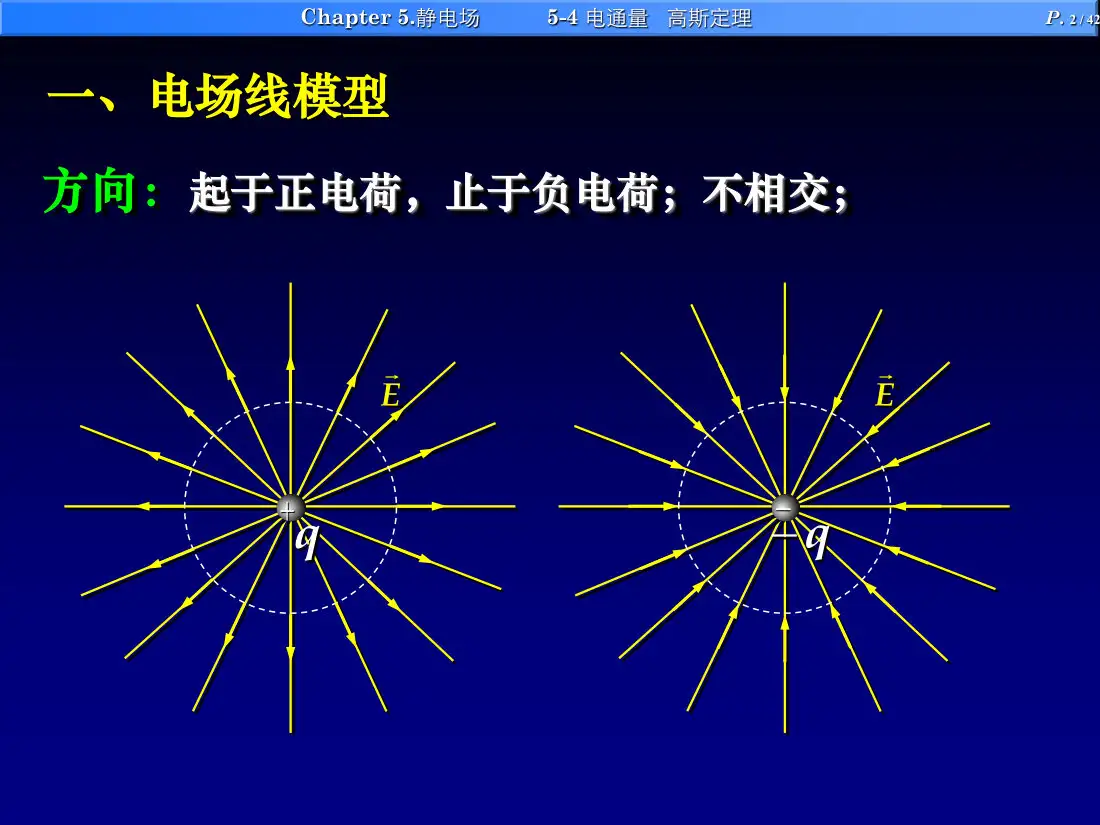 Chapter 5.静电场 5-4 电通量 高斯定理 P. 2 / 42
一、电场线模型
方向：起于正电荷，止于负电荷；不相交；
E⃗ E⃗
+ −
q −q